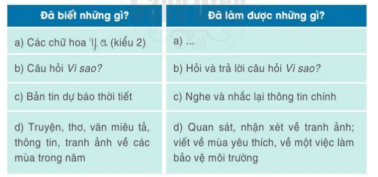 Đã biết những gì?
Đã làm được những gì?
a) Các chữ hoa (kiểu 2)
a) ...
b) Câu hỏi Vì sao?
b) Hỏi và trả lời câu hỏi Vì sao?
c) Bản tin dự báo thời tiết
c) Nghe và nhắc lại thông tin chính
d) Truyện, thơ, văn miêu tả,
thông tin, tranh ảnh về các
mùa trong năm
d) Quan sát, nhận xét về tranh ảnh;
viết về mùa yêu thích, về một việc làm
bảo vệ môi trường